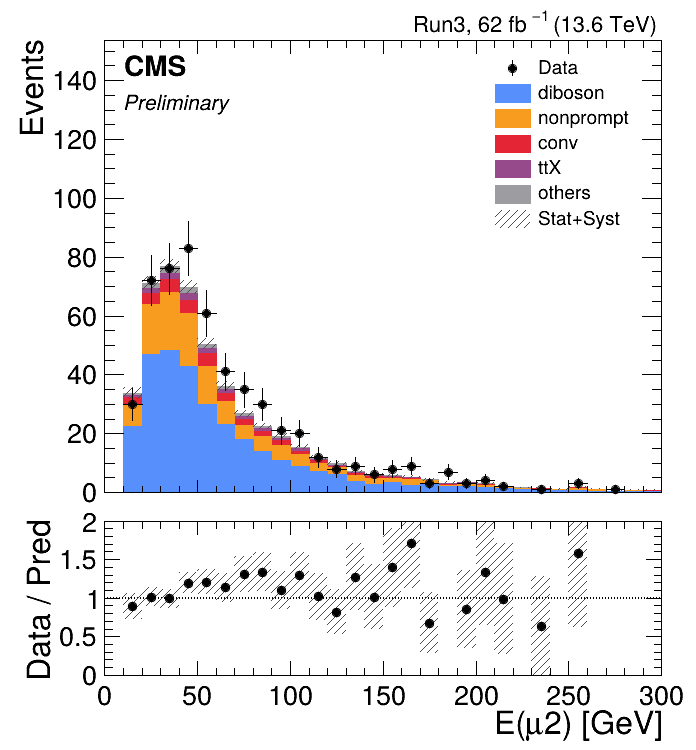 Run3, 62 fb⁻¹ (13.6 TeV)
Events
CMS
Preliminary
Data
diboson
nonprompt
conv
ttX
others
Stat+Syst
140
120
100
80
60
40
20
0
Data / Pred
2
1.5
1
0.5
0
0 50 100 150 200 250 300
E(μ2) [GeV]